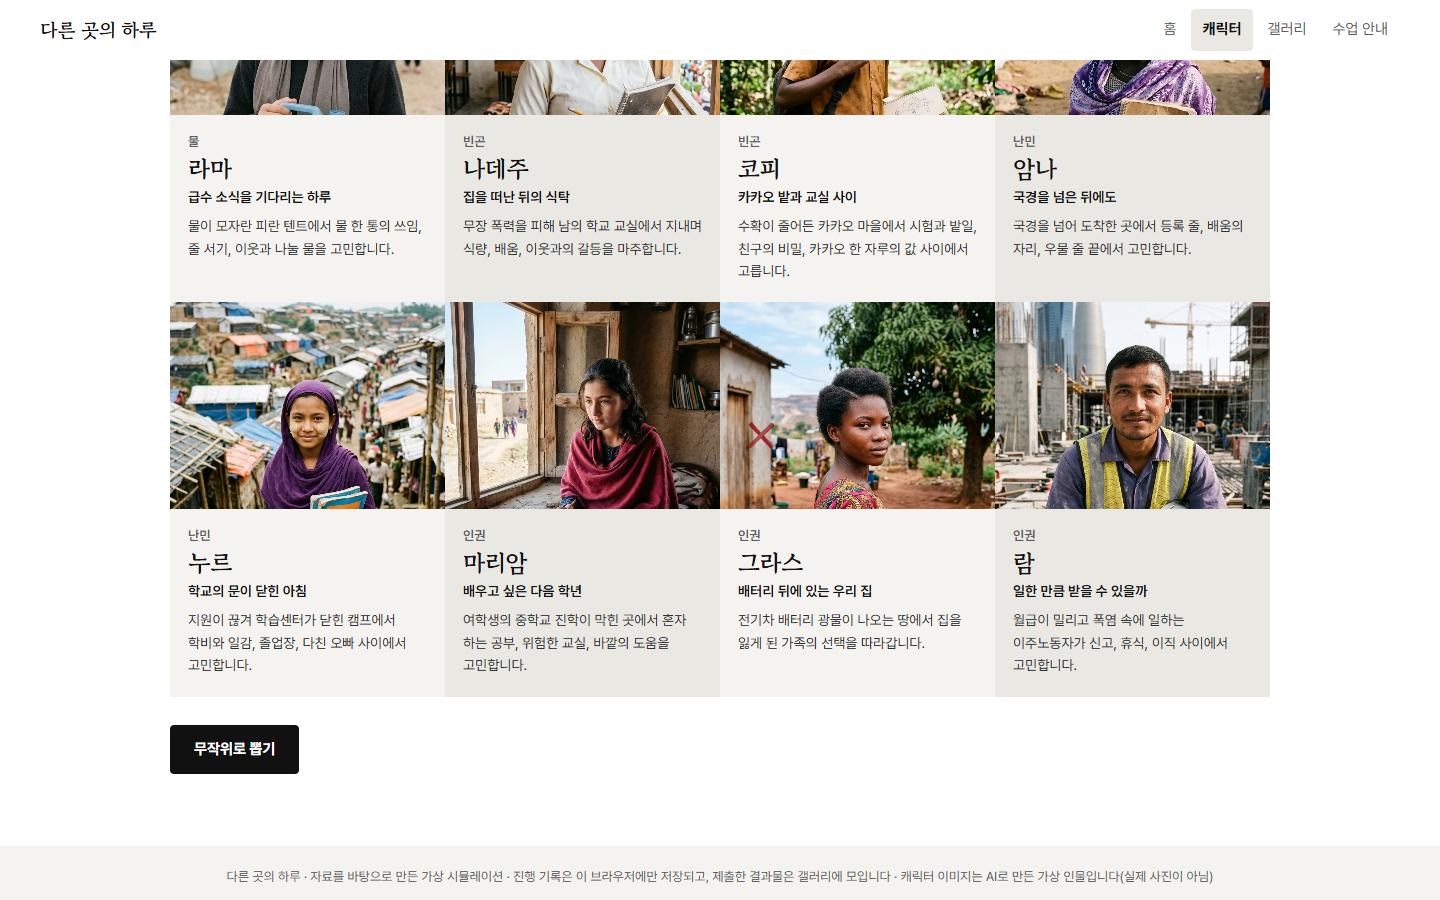 다른 곳의 하루
홈 캐릭터 갤러리 수업 안내
물
라마
급수 소식을 기다리는 하루
물이 모자란 피란 텐트에서 물 한 통의 쓰임,
줄 서기, 이웃과 나눌 물을 고민합니다.
빈곤
나데주
집을 떠난 뒤의 식탁
무장 폭력을 피해 남의 학교 교실에서 지내며
식량, 배움, 이웃과의 갈등을 마주합니다.
빈곤
코피
카카오 밭과 교실 사이
수확이 줄어든 카카오 마을에서 시험과 밭일,
친구의 비밀, 카카오 한 자루의 값 사이에서
고릅니다.
난민
암나
국경을 넘은 뒤에도
국경을 넘어 도착한 곳에서 등록 줄, 배움의
자리, 우물 줄 끝에서 고민합니다.
난민
누르
학교의 문이 닫힌 아침
지원이 끊겨 학습센터가 닫힌 캠프에서
학비와 일감, 졸업장, 다친 오빠 사이에서
고민합니다.
인권
마리암
배우고 싶은 다음 학년
여학생의 중학교 진학이 막힌 곳에서 혼자
하는 공부, 위험한 교실, 바깥의 도움을
고민합니다.
인권
그라스
배터리 뒤에 있는 우리 집
전기차 배터리 광물이 나오는 땅에서 집을
잃게 된 가족의 선택을 따라갑니다.
인권
람
일한 만큼 받을 수 있을까
월급이 밀리고 폭염 속에 일하는
이주노동자가 신고, 휴식, 이직 사이에서
고민합니다.
무작위로 뽑기
다른 곳의 하루 · 자료를 바탕으로 만든 가상 시뮬레이션 · 진행 기록은 이 브라우저에만 저장되고, 제출한 결과물은 갤러리에 모입니다 · 캐릭터 이미지는 AI로 만든 가상 인물입니다(실제 사진이 아님)